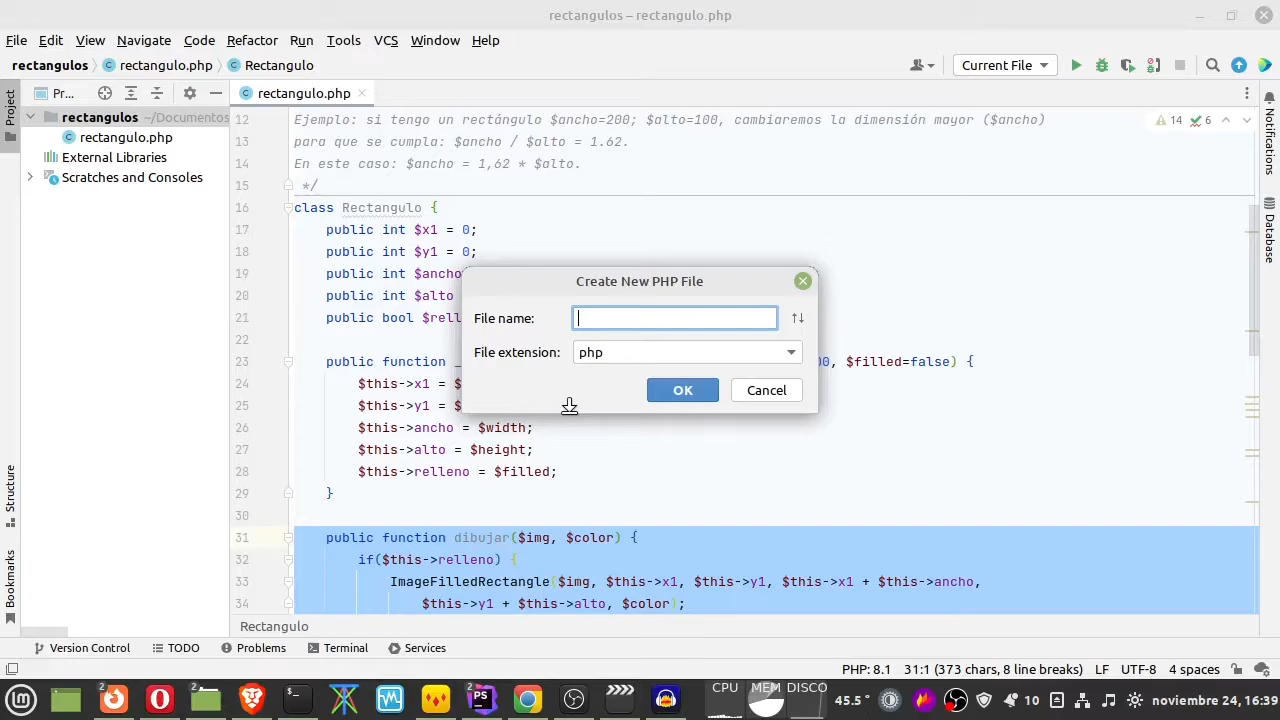 rectangulos – rectangulo.php
File Edit View Navigate Code Refactor Run Tools VCS Window Help
rectangulos rectangulo.php Rectangulo
Current File
Project
Pr...
rectangulo.php
rectangulos ~/Documentos
rectangulo.php
External Libraries
Scratches and Consoles
12 Ejemplo: si tengo un rectángulo $ancho=200; $alto=100, cambiaremos la dimensión mayor ($ancho)
14 6
13 para que se cumpla: $ancho / $alto = 1.62.
14 En este caso: $ancho = 1,62 * $alto.
15 */
16 class Rectangulo {
17 public int $x1 = 0;
18 public int $y1 = 0;
19 public int $ancho
20 public int $alto
21 public bool $rell
22
23 public function _ 00, $filled=false) {
24 $this->x1 = $
25 $this->y1 = $
26 $this->ancho = $width;
27 $this->alto = $height;
28 $this->relleno = $filled;
29 }
30
31 public function dibujar($img, $color) {
32 if($this->relleno) {
33 ImageFilledRectangle($img, $this->x1, $this->y1, $this->x1 + $this->ancho,
34 $this->y1 + $this->alto, $color);
Create New PHP File
File name:
File extension: php
OK Cancel
Notifications
Database
Structure
Bookmarks
Rectangulo
Version Control TODO Problems Terminal Services
PHP: 8.1 31:1 (373 chars, 8 line breaks) LF UTF-8 4 spaces
2 2 2 PS
CPU MEM DISCO
45.5° 10 noviembre 24, 16:39